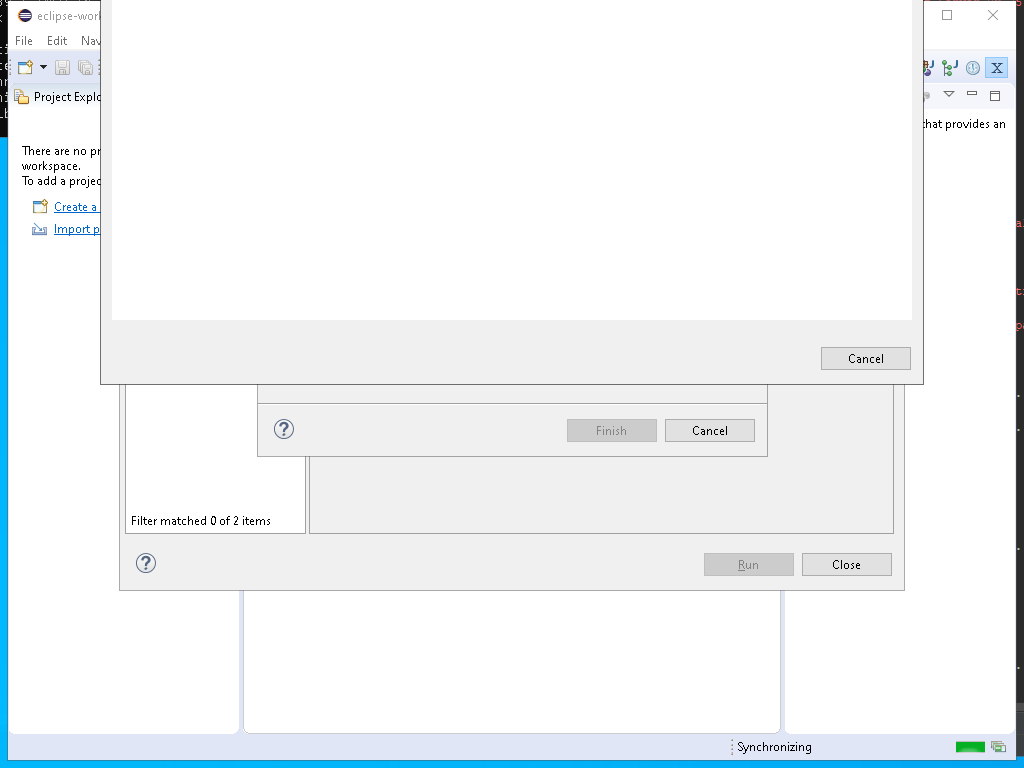 eclipse-work
File Edit Nav
Project Explo
that provides an
There are no pr
workspace.
To add a projec
Create a
Import p
Cancel
Finish
Cancel
Filter matched 0 of 2 items
Run
Close
Synchronizing